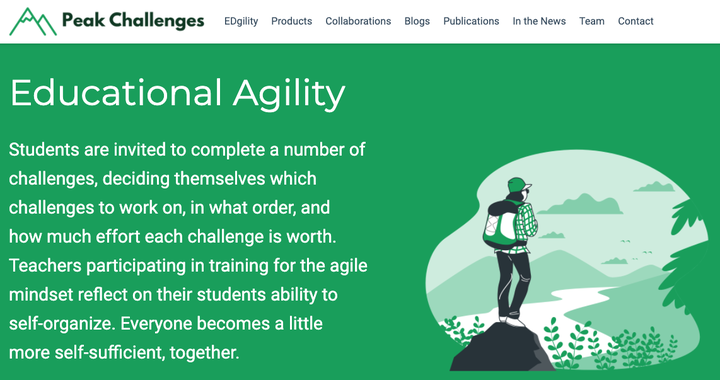 Peak Challenges
EDgility Products Collaborations Blogs Publications In the News Team Contact
Educational Agility
Students are invited to complete a number of
challenges, deciding themselves which
challenges to work on, in what order, and
how much effort each challenge is worth.
Teachers participating in training for the agile
mindset reflect on their students ability to
self-organize. Everyone becomes a little
more self-sufficient, together.